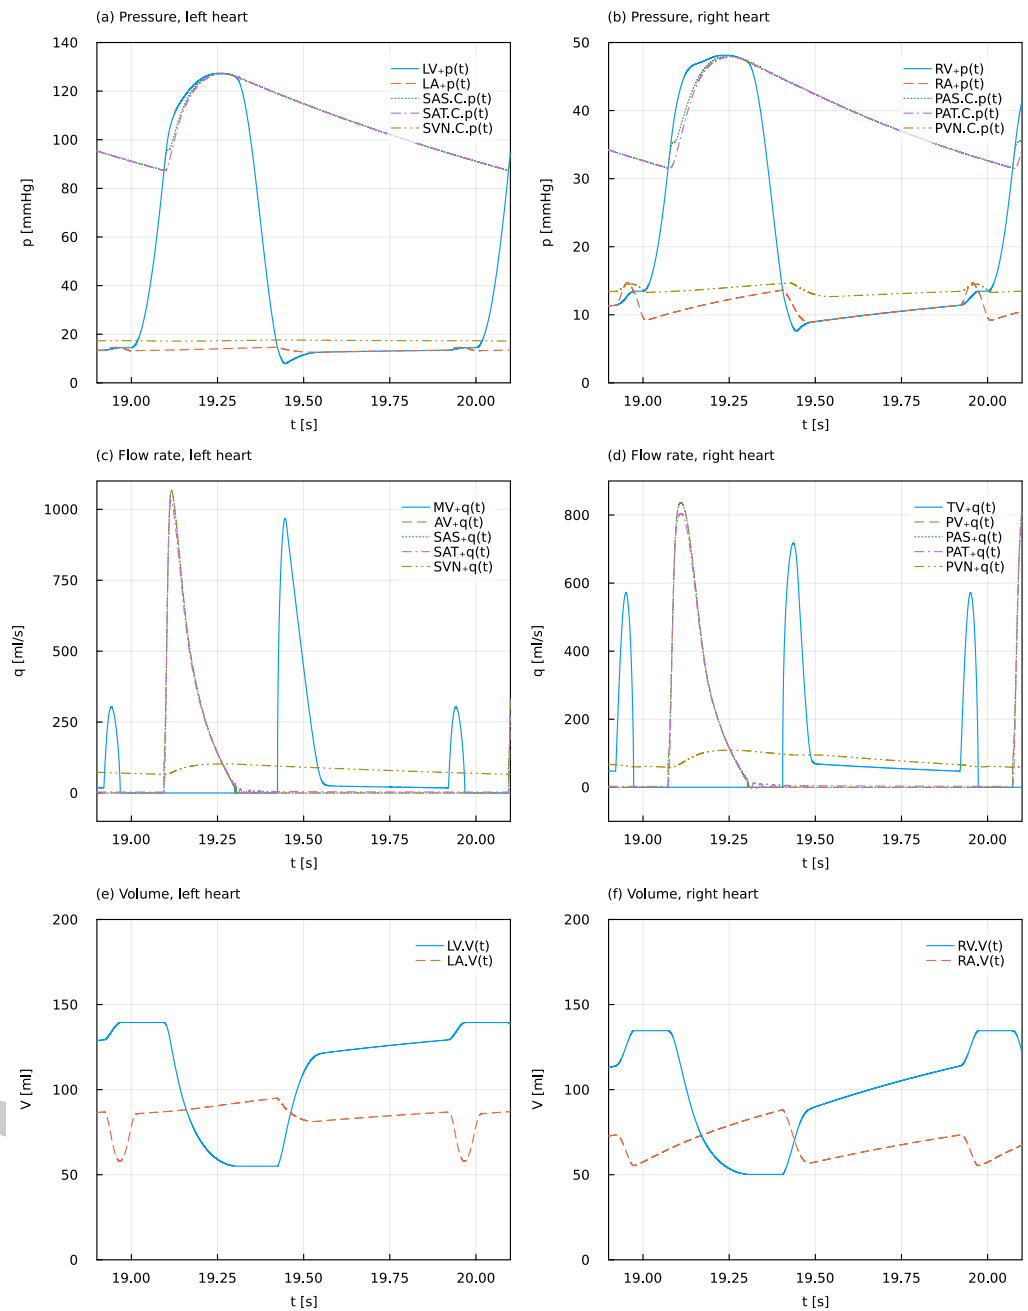 (a) Pressure, left heart
p [mmHg]
140
120
100
80
60
40
20
0
LV₊p(t)
LA₊p(t)
SAS.C.p(t)
SAT.C.p(t)
SVN.C.p(t)
19.00 19.25 19.50 19.75 20.00
t [s]
(b) Pressure, right heart
p [mmHg]
50
40
30
20
10
0
RV₊p(t)
RA₊p(t)
PAS.C.p(t)
PAT.C.p(t)
PVN.C.p(t)
19.00 19.25 19.50 19.75 20.00
t [s]
(c) Flow rate, left heart
q [ml/s]
1000
750
500
250
0
MV₊q(t)
AV₊q(t)
SAS₊q(t)
SAT₊q(t)
SVN₊q(t)
19.00 19.25 19.50 19.75 20.00
t [s]
(d) Flow rate, right heart
q [ml/s]
800
600
400
200
0
TV₊q(t)
PV₊q(t)
PAS₊q(t)
PAT₊q(t)
PVN₊q(t)
19.00 19.25 19.50 19.75 20.00
t [s]
(e) Volume, left heart
V [ml]
200
150
100
50
0
LV.V(t)
LA.V(t)
19.00 19.25 19.50 19.75 20.00
t [s]
(f) Volume, right heart
V [ml]
200
150
100
50
0
RV.V(t)
RA.V(t)
19.00 19.25 19.50 19.75 20.00
t [s]